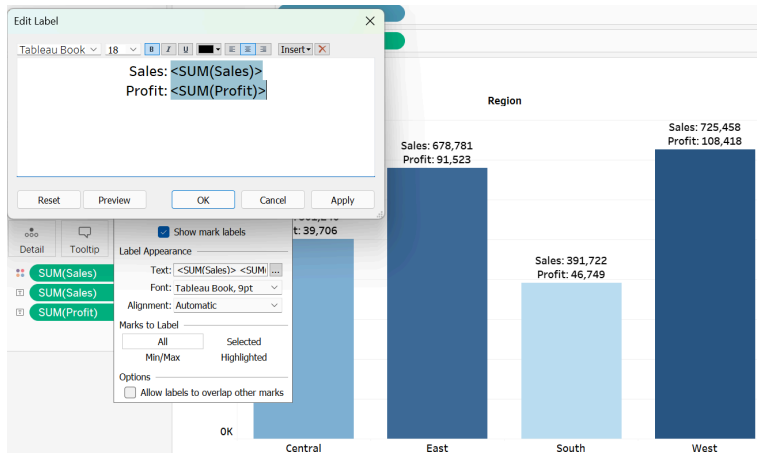 Edit Label
Tableau Book 18 B I U Insert
Sales: <SUM(Sales)>
Profit: <SUM(Profit)>
Reset Preview OK Cancel Apply
Detail Tooltip
SUM(Sales)
SUM(Sales)
SUM(Profit)
Show mark labels
Label Appearance
Text: <SUM(Sales)> <SUM( ...
Font: Tableau Book, 9pt
Alignment: Automatic
Marks to Label
All Selected
Min/Max Highlighted
Options
Allow labels to overlap other marks
Region
t: 39,706
Sales: 678,781
Profit: 91,523
Sales: 391,722
Profit: 46,749
Sales: 725,458
Profit: 108,418
0K
Central East South West